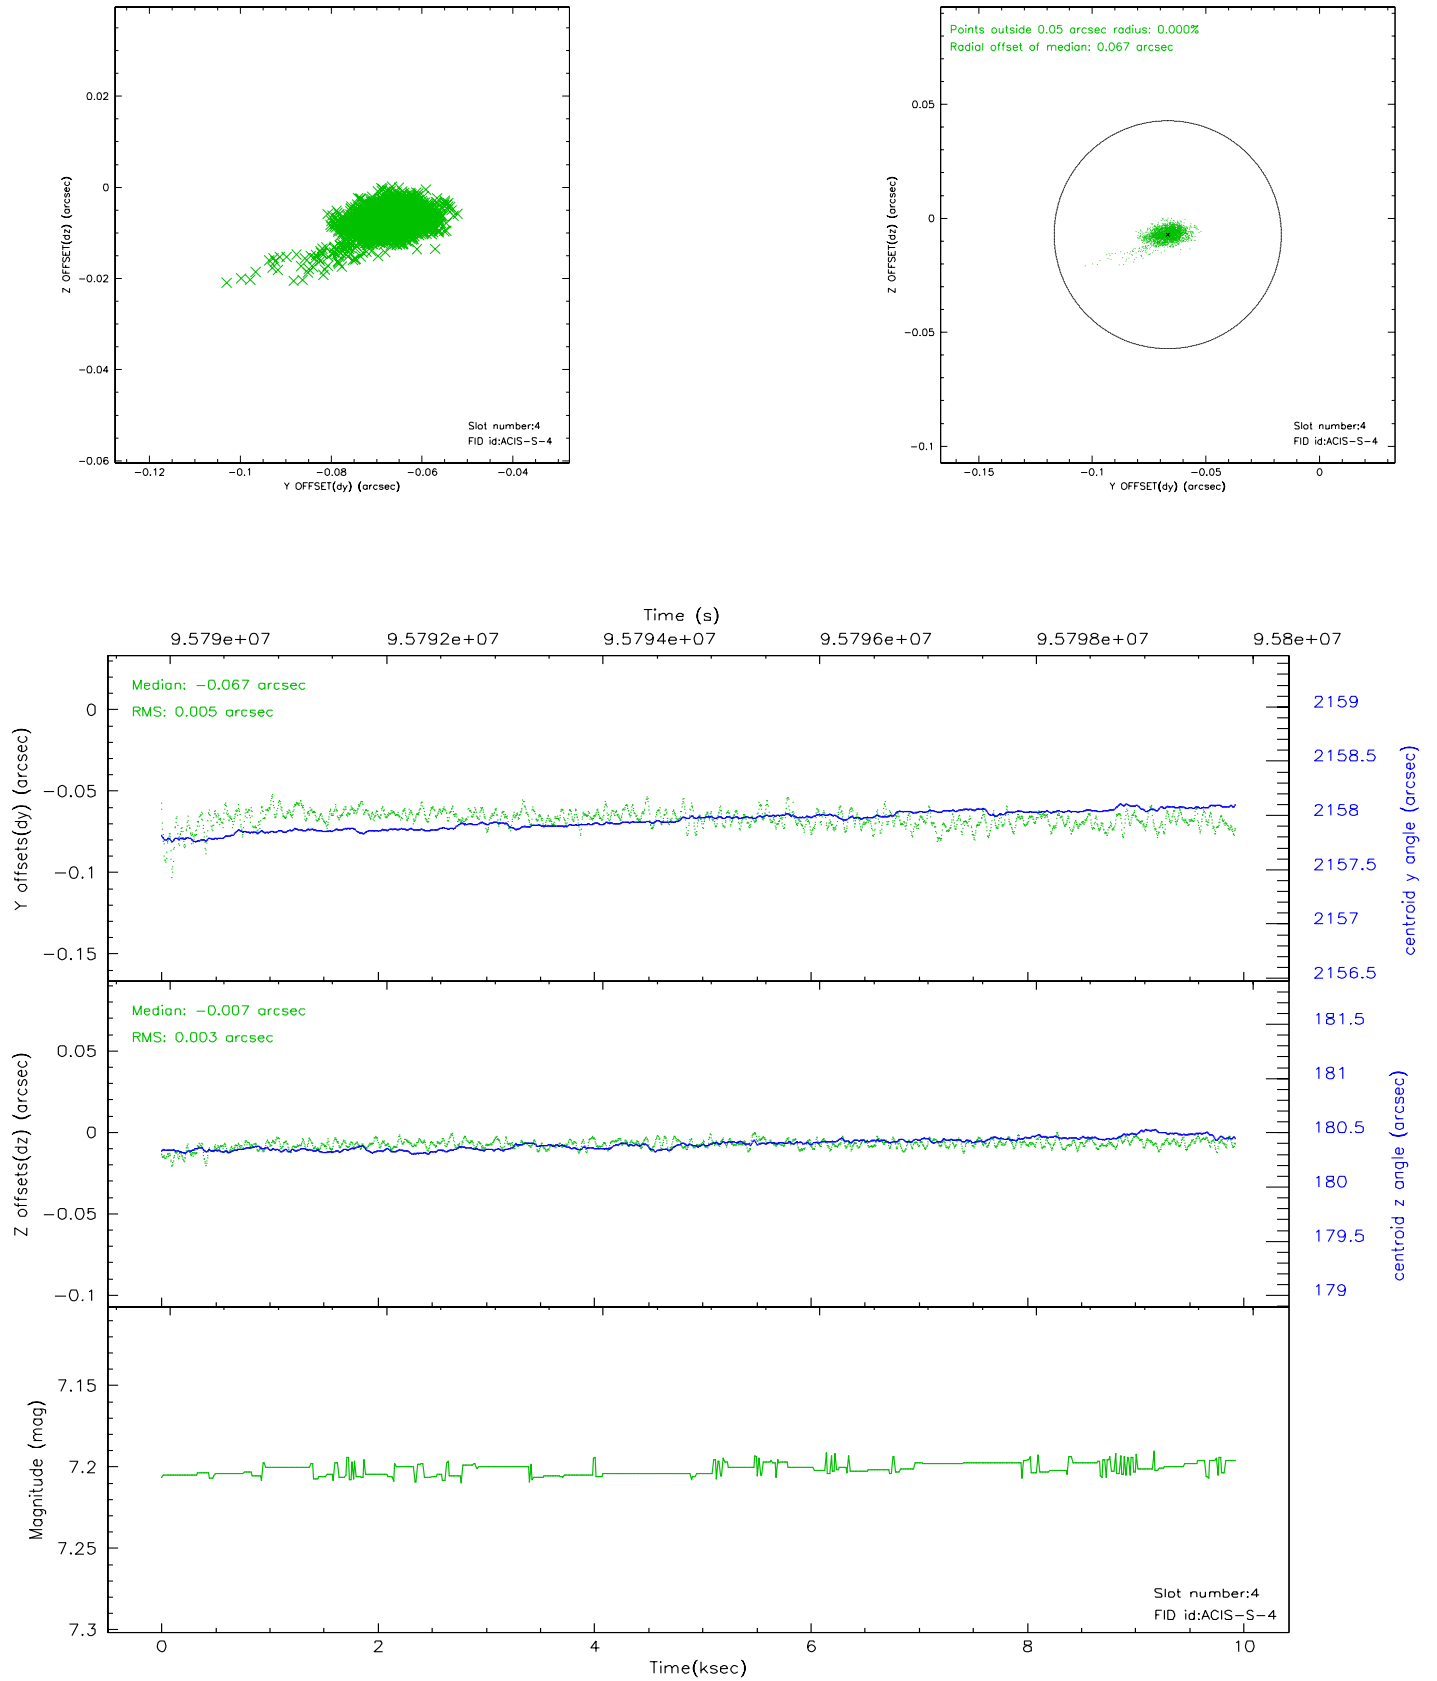 0.02
0
-0.02
-0.04
-0.06
Z OFFSET(dz) (arcsec)
-0.12
-0.1
-0.08
-0.06
-0.04
Y OFFSET(dy) (arcsec)
Slot number:4
FID id:ACIS-S-4
Points outside 0.05 arcsec radius: 0.000%
Radial offset of median: 0.067 arcsec
0.05
0
-0.05
-0.1
Z OFFSET(dz) (arcsec)
-0.15
-0.1
-0.05
0
Y OFFSET(dy) (arcsec)
Slot number:4
FID id:ACIS-S-4
Time (s)
9.579e+07
9.5792e+07
9.5794e+07
9.5796e+07
9.5798e+07
9.58e+07
Median: -0.067 arcsec
RMS: 0.005 arcsec
0
-0.05
-0.1
-0.15
Y offsets(dy) (arcsec)
2159
2158.5
2158
2157.5
2157
2156.5
centroid y angle (arcsec)
Median: -0.007 arcsec
RMS: 0.003 arcsec
0.05
0
-0.05
-0.1
Z offsets(dz) (arcsec)
181.5
181
180.5
180
179.5
179
centroid z angle (arcsec)
7.15
7.2
7.25
7.3
Magnitude (mag)
Slot number:4
FID id:ACIS-S-4
0
2
4
6
8
10
Time(ksec)